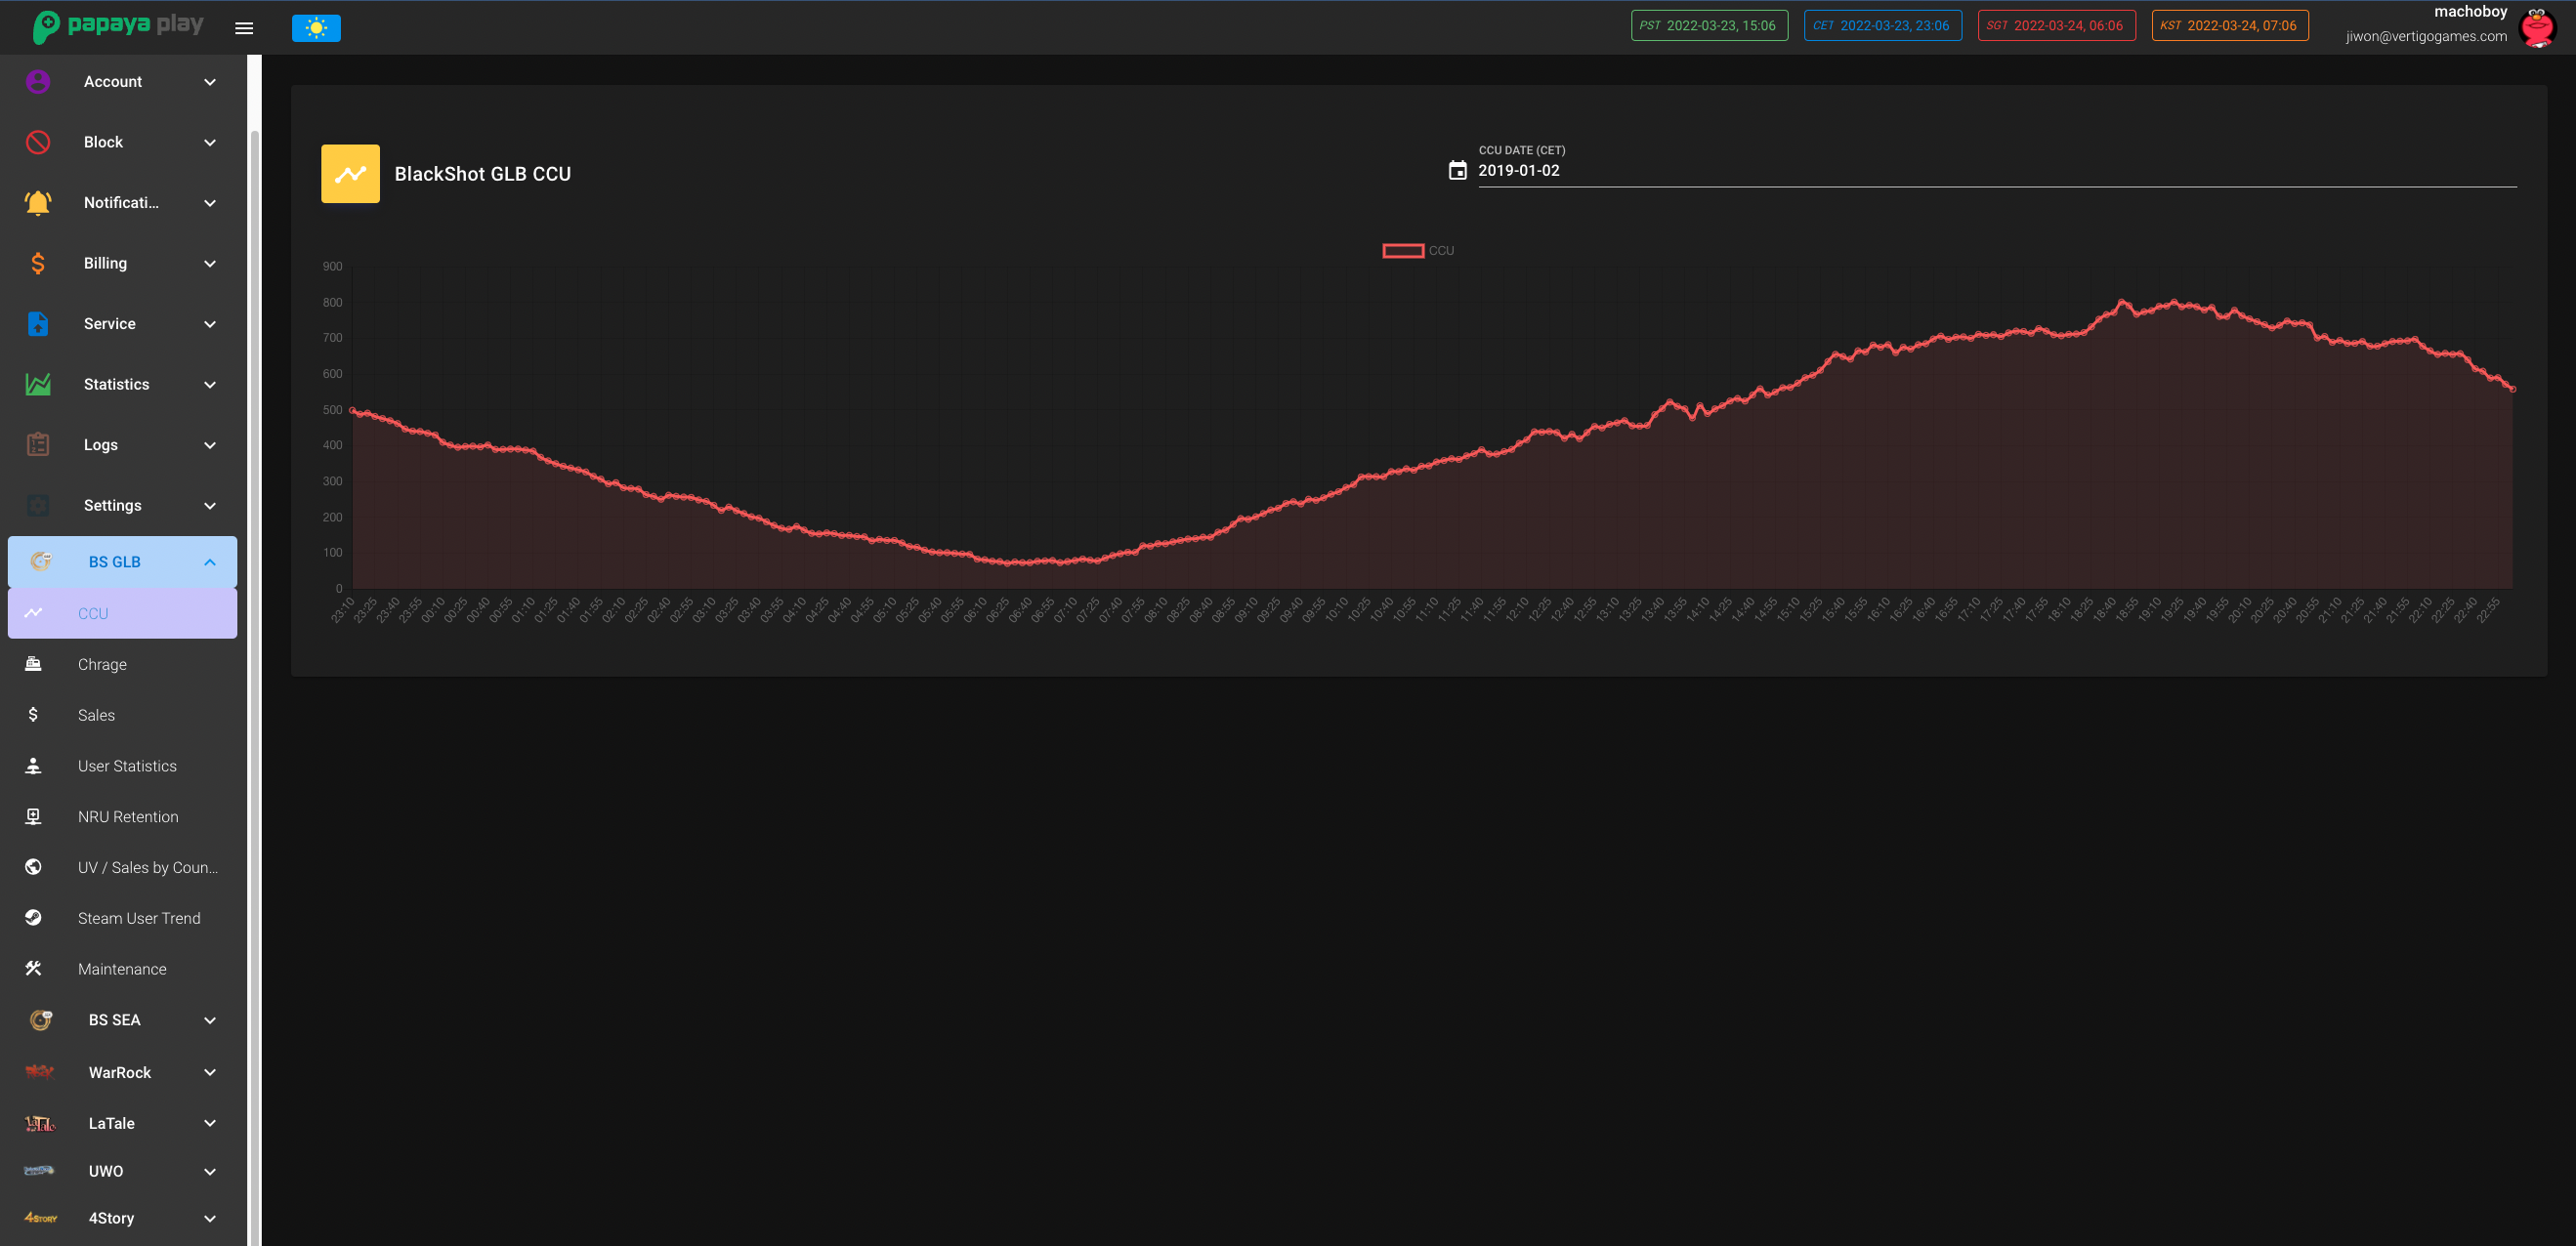 papaya play
PST 2022-03-23, 15:06
CET 2022-03-23, 23:06
SGT 2022-03-24, 06:06
KST 2022-03-24, 07:06
machoboy
jiwon@vertigogames.com
Account
Block
Notificati...
Billing
Service
Statistics
Logs
Settings
BS GLB
CCU
Chrage
Sales
User Statistics
NRU Retention
UV / Sales by Coun...
Steam User Trend
Maintenance
BS SEA
WarRock
LaTale
UWO
4Story
4Story
BlackShot GLB CCU
CCU DATE (CET)
2019-01-02
CCU
900
800
700
600
500
400
300
200
100
0
23:10 23:25 23:40 23:55 00:10 00:25 00:40 00:55 01:10 01:25 01:40 01:55 02:10 02:25 02:40 02:55 03:10 03:25 03:40 03:55 04:10 04:25 04:40 04:55 05:10 05:25 05:40 05:55 06:10 06:25 06:40 06:55 07:10 07:25 07:40 07:55 08:10 08:25 08:40 08:55 09:10 09:25 09:40 09:55 10:10 10:25 10:40 10:55 11:10 11:25 11:40 11:55 12:10 12:25 12:40 12:55 13:10 13:25 13:40 13:55 14:10 14:25 14:40 14:55 15:10 15:25 15:40 15:55 16:10 16:25 16:40 16:55 17:10 17:25 17:40 17:55 18:10 18:25 18:40 18:55 19:10 19:25 19:40 19:55 20:10 20:25 20:40 20:55 21:10 21:25 21:40 21:55 22:10 22:25 22:40 22:55